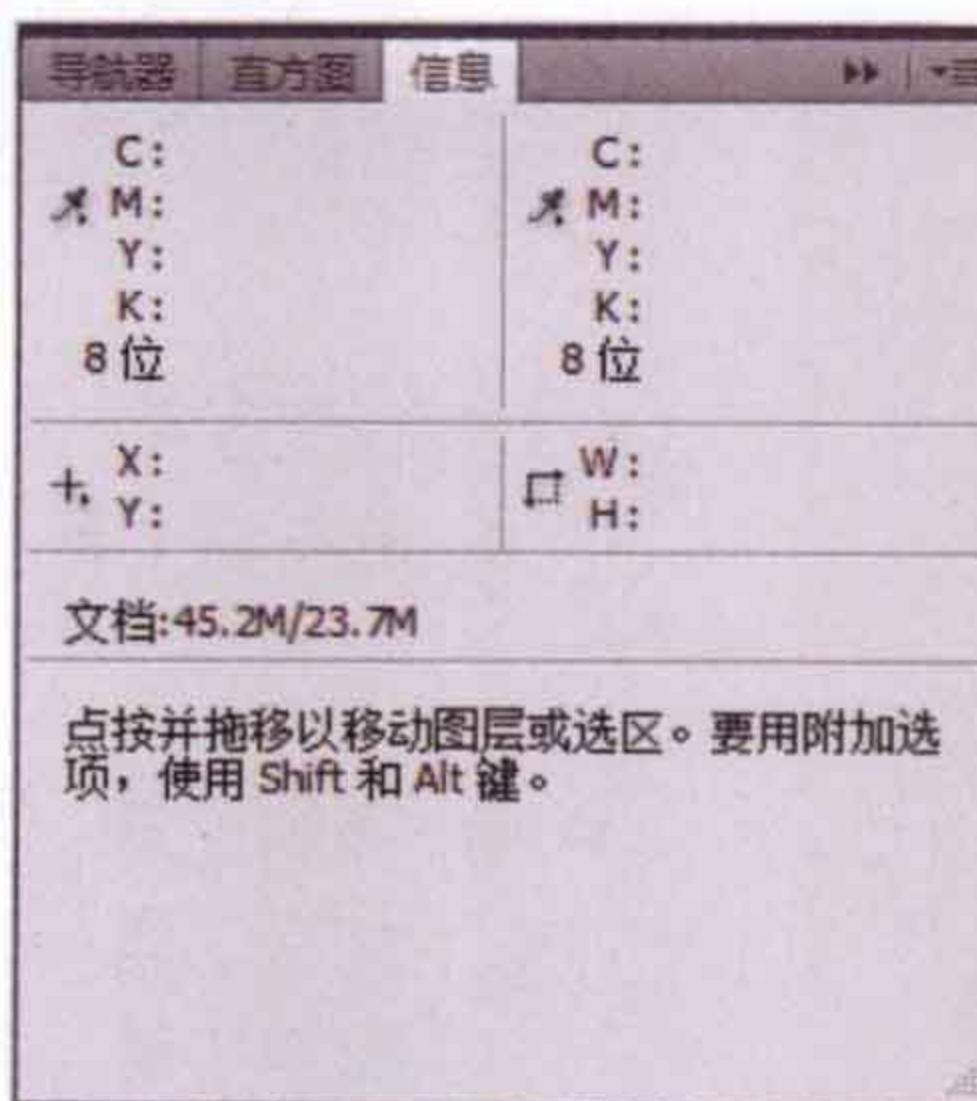 导航器 直方图 信息
C: C:
M: M:
Y: Y:
K: K:
8 位 8 位
X: W:
Y: H:
文档:45.2M/23.7M
点按并拖移以移动图层或选区。要用附加选
项，使用 Shift 和 Alt 键。